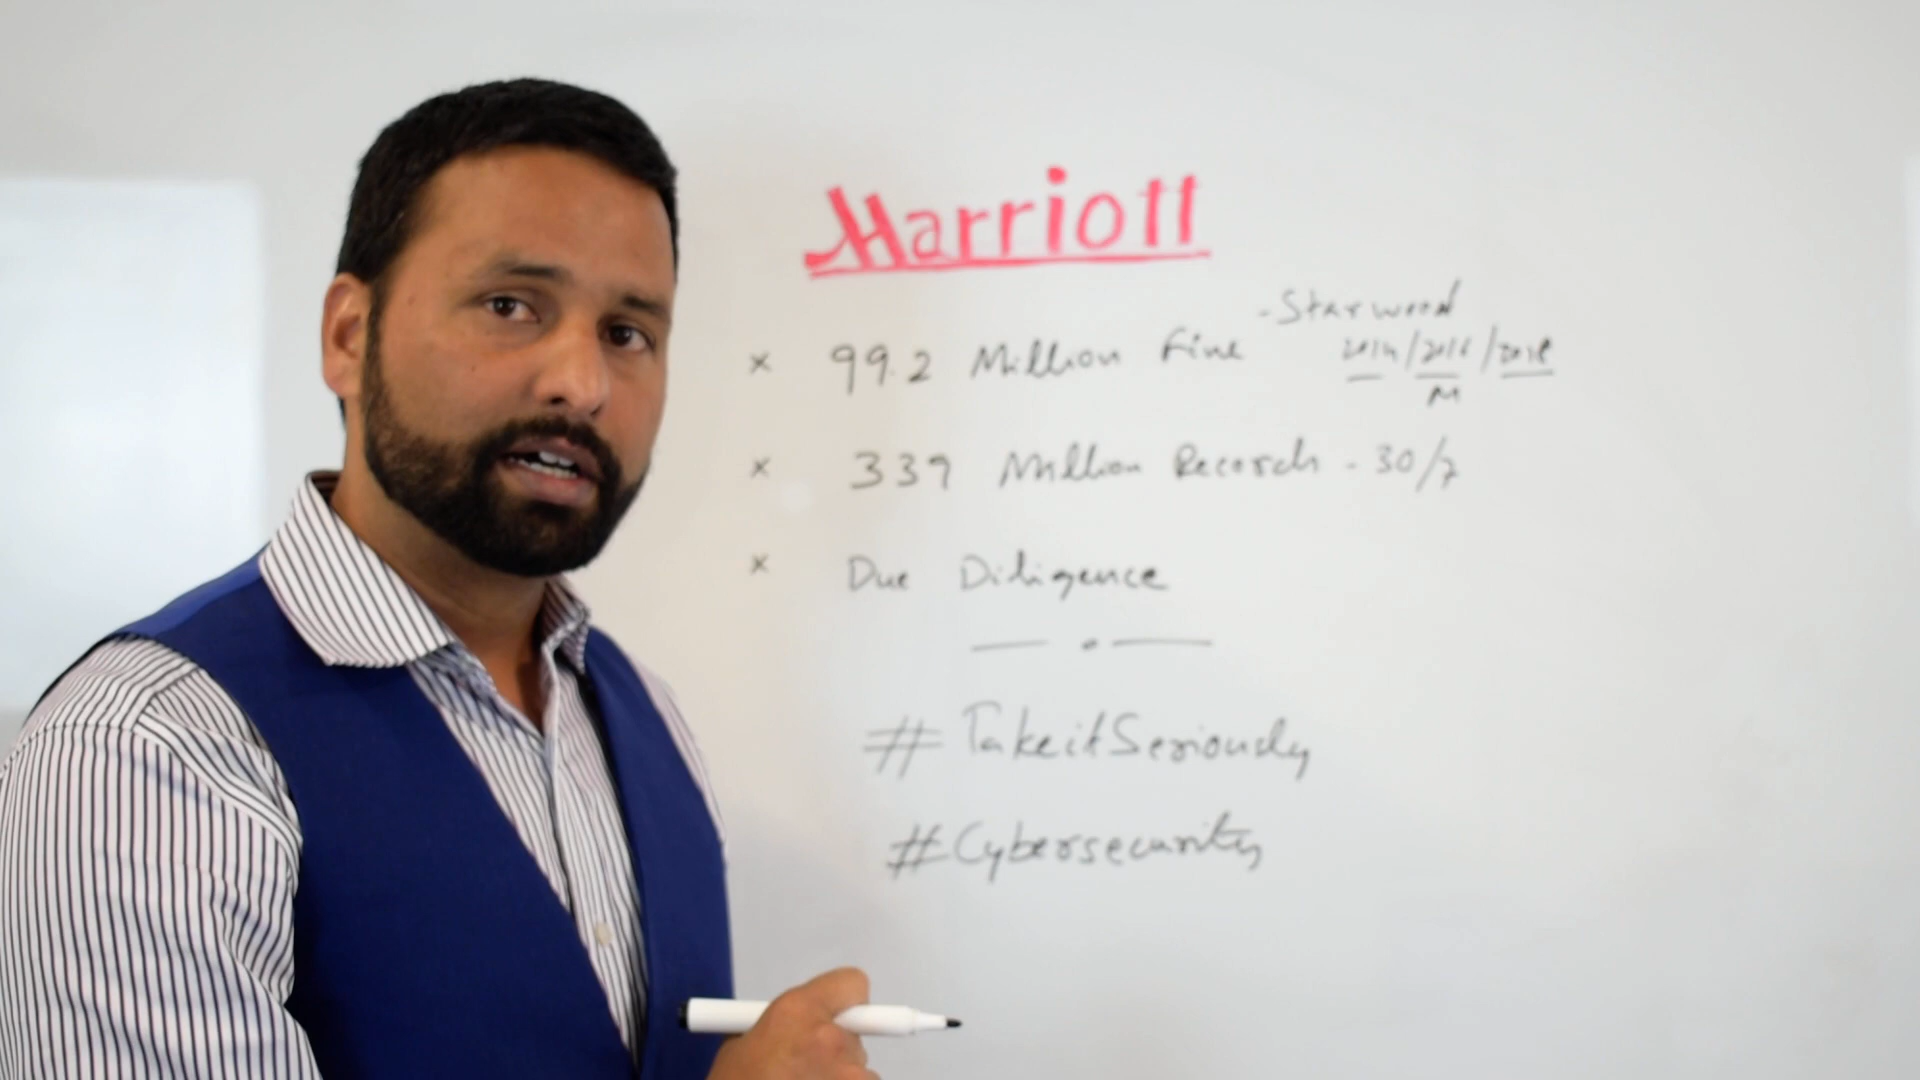 Marriott
- Starwood
x 99.2 Million Fine 2014/2016/2018
M
x 339 Million Records - 30/7
x Due Diligence
#TakeitSeriously
#Cybersecurity